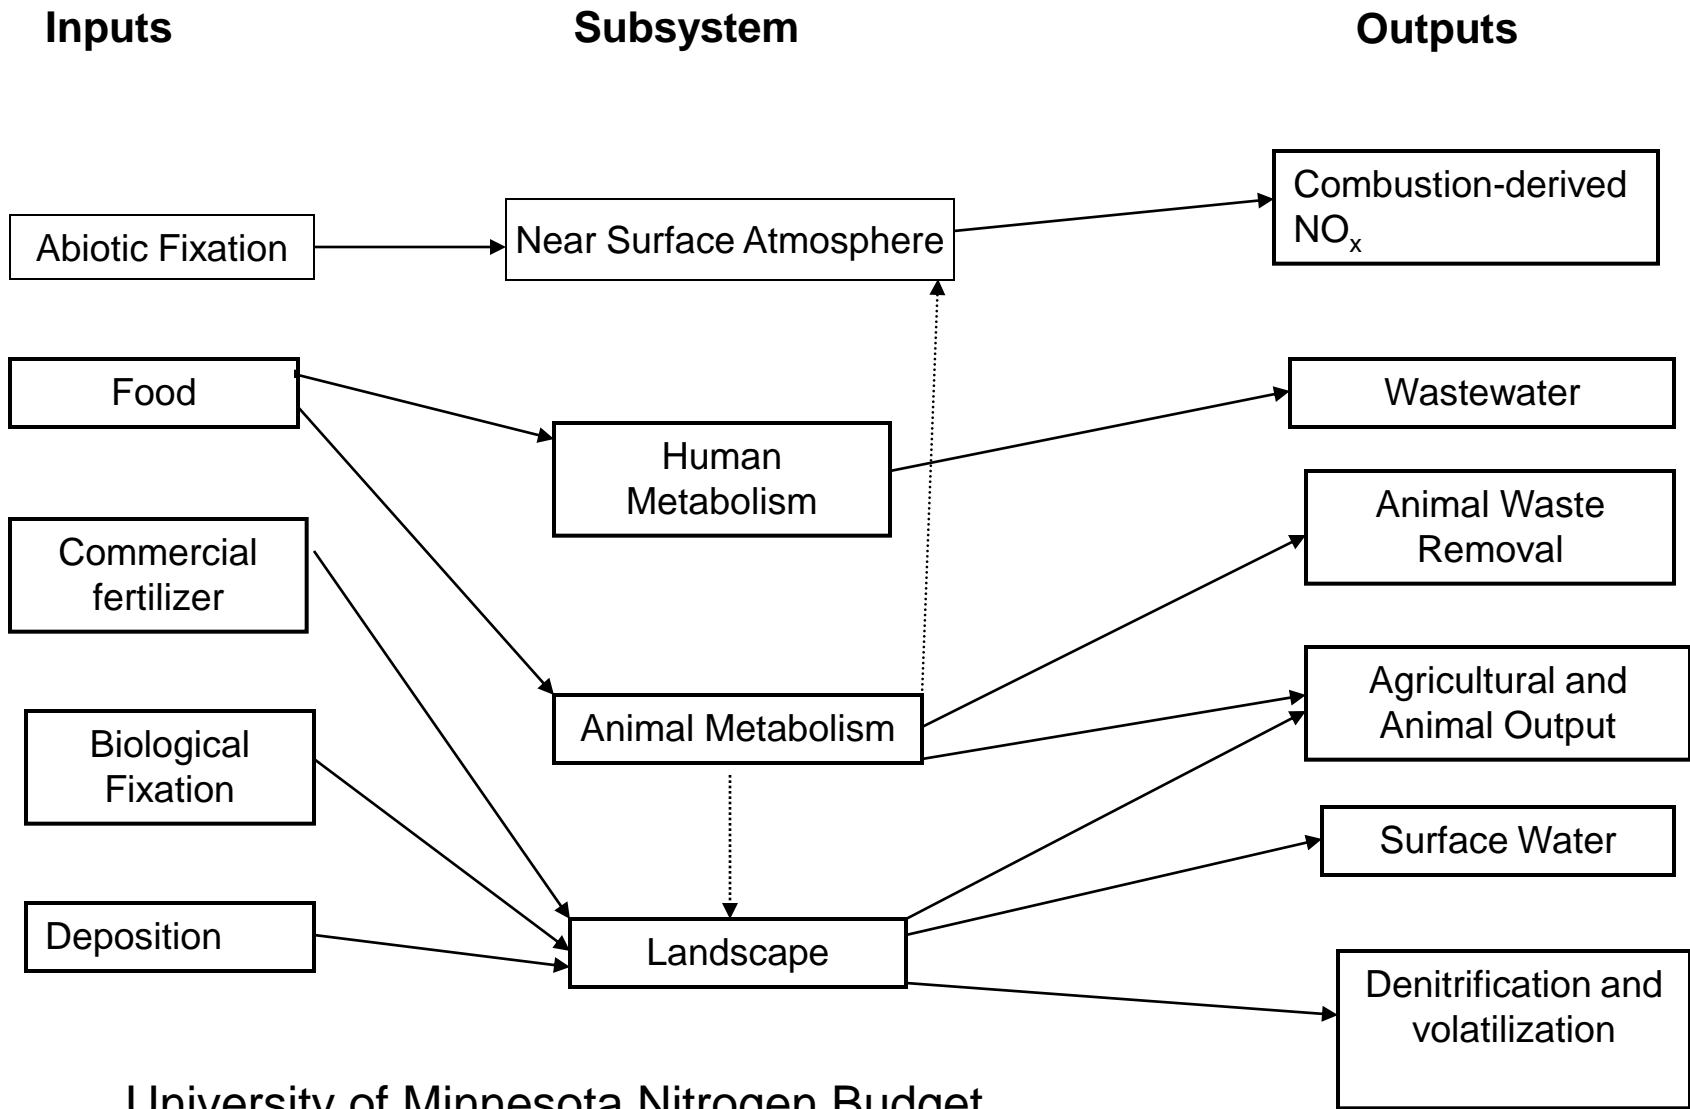 Inputs
Subsystem
Outputs
Abiotic Fixation
Near Surface Atmosphere
Combustion-derived
NOx
Food
Human
Metabolism
Wastewater
Commercial
fertilizer
Animal Waste
Removal
Biological
Fixation
Animal Metabolism
Agricultural and
Animal Output
Surface Water
Deposition
Landscape
Denitrification and
volatilization
University of Minnesota Nitrogen Budget